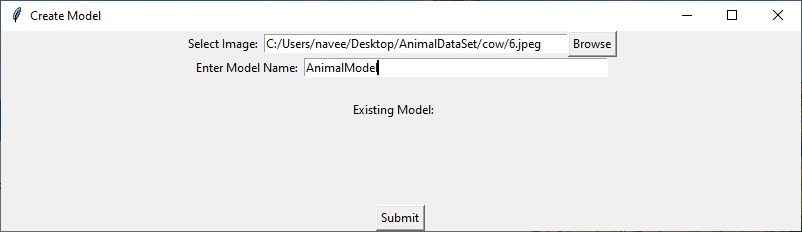 Create Model
Select Image: C:/Users/navee/Desktop/AnimalDataSet/cow/6.jpeg Browse
Enter Model Name: AnimalModel
Existing Model:
Submit